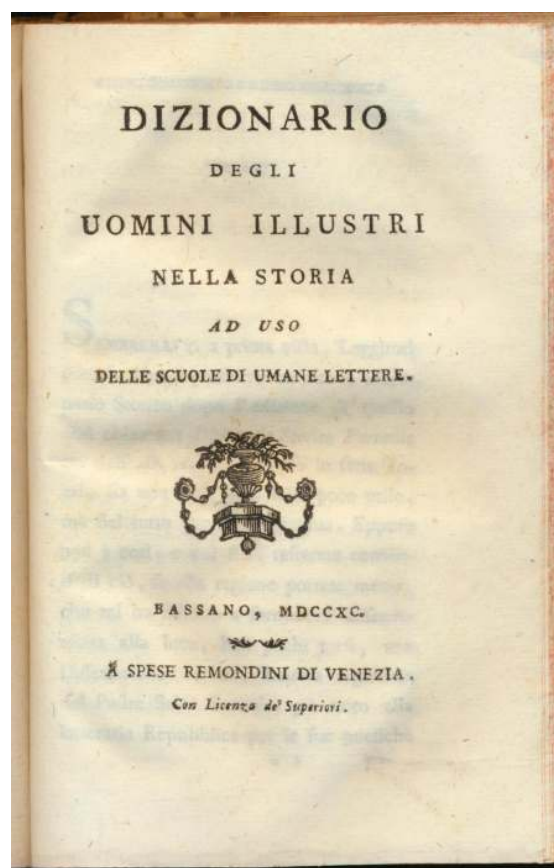 DIZIONARIO
DEGLI
UOMINI ILLUSTRI
NELLA STORIA
AD USO
DELLE SCUOLE DI UMANE LETTERE.
BASSANO, MDCCXC.
A SPESE REMONDINI DI VENEZIA.
Con Licenza de' Superiori.